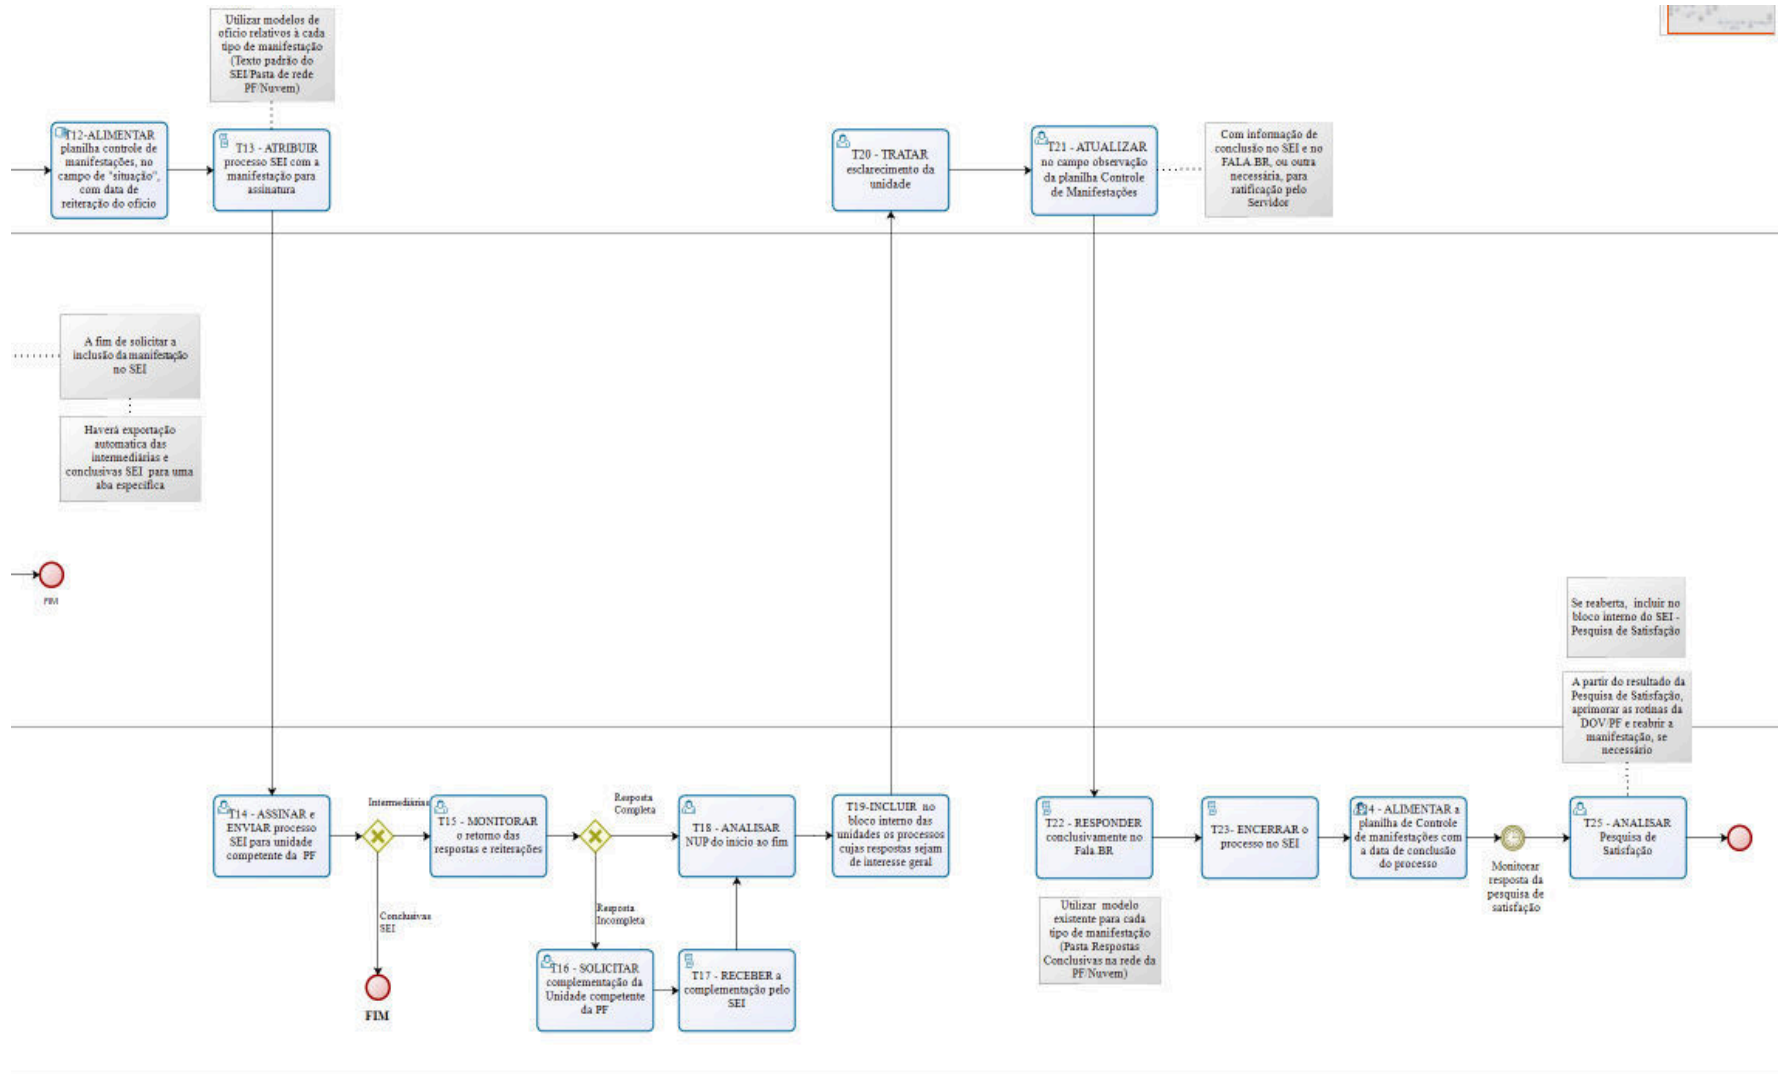 Utilizar modelos de
ofício relativos à cada
tipo de manifestação
(Texto padrão do
SEI/Pasta de rede
PF/Nuvem)
T12-ALIMENTAR
planilha controle de
manifestações, no
campo de "situação",
com data de
reiteração do ofício
T13 - ATRIBUIR
processo SEI com a
manifestação para
assinatura
T20 - TRATAR
esclarecimento da
unidade
T21 - ATUALIZAR
no campo observação
da planilha Controle
de Manifestações
Com informação de
conclusão no SEI e no
FALA.BR, ou outra
necessária, para
ratificação pelo
Servidor
A fim de solicitar a
inclusão da manifestação
no SEI
Haverá exportação
automatica das
intermediárias e
conclusivas SEI para uma
aba especifica
FIM
Se reaberta, incluir no
bloco interno do SEI -
Pesquisa de Satisfação
A partir do resultado da
Pesquisa de Satisfação,
aprimorar as rotinas da
DOV/PF e reabrir a
manifestação, se
necessário
T14 - ASSINAR e
ENVIAR processo
SEI para unidade
competente da PF
Intermediárias
T15 - MONITORAR
o retorno das
respostas e reiterações
Resposta
Completa
T18 - ANALISAR
NUP do início ao fim
T19-INCLUIR no
bloco interno das
unidades os processos
cujas respostas sejam
de interesse geral
T22 - RESPONDER
conclusivamente no
Fala.BR
T23- ENCERRAR o
processo no SEI
T24 - ALIMENTAR a
planilha de Controle
de manifestações com
a data de conclusão
do processo
Monitorar
resposta da
pesquisa de
satisfação
T25 - ANALISAR
Pesquisa de
Satisfação
Conclusivas
SEI
FIM
Resposta
Incompleta
T16 - SOLICITAR
complementação da
Unidade competente
da PF
T17 - RECEBER a
complementação pelo
SEI
Utilizar modelo
existente para cada
tipo de manifestação
(Pasta Respostas
Conclusivas na rede da
PF/Nuvem)